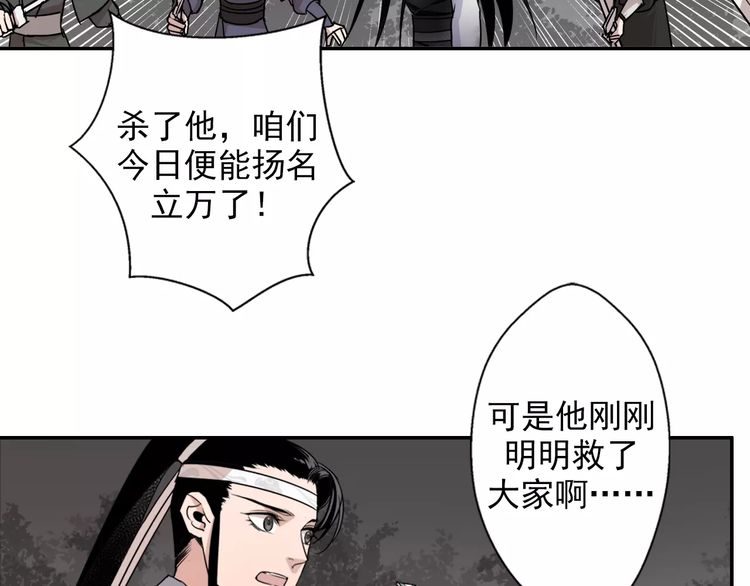 杀了他，咱们
今日便能扬名
立万了！
可是他刚刚
明明救了
大家啊……